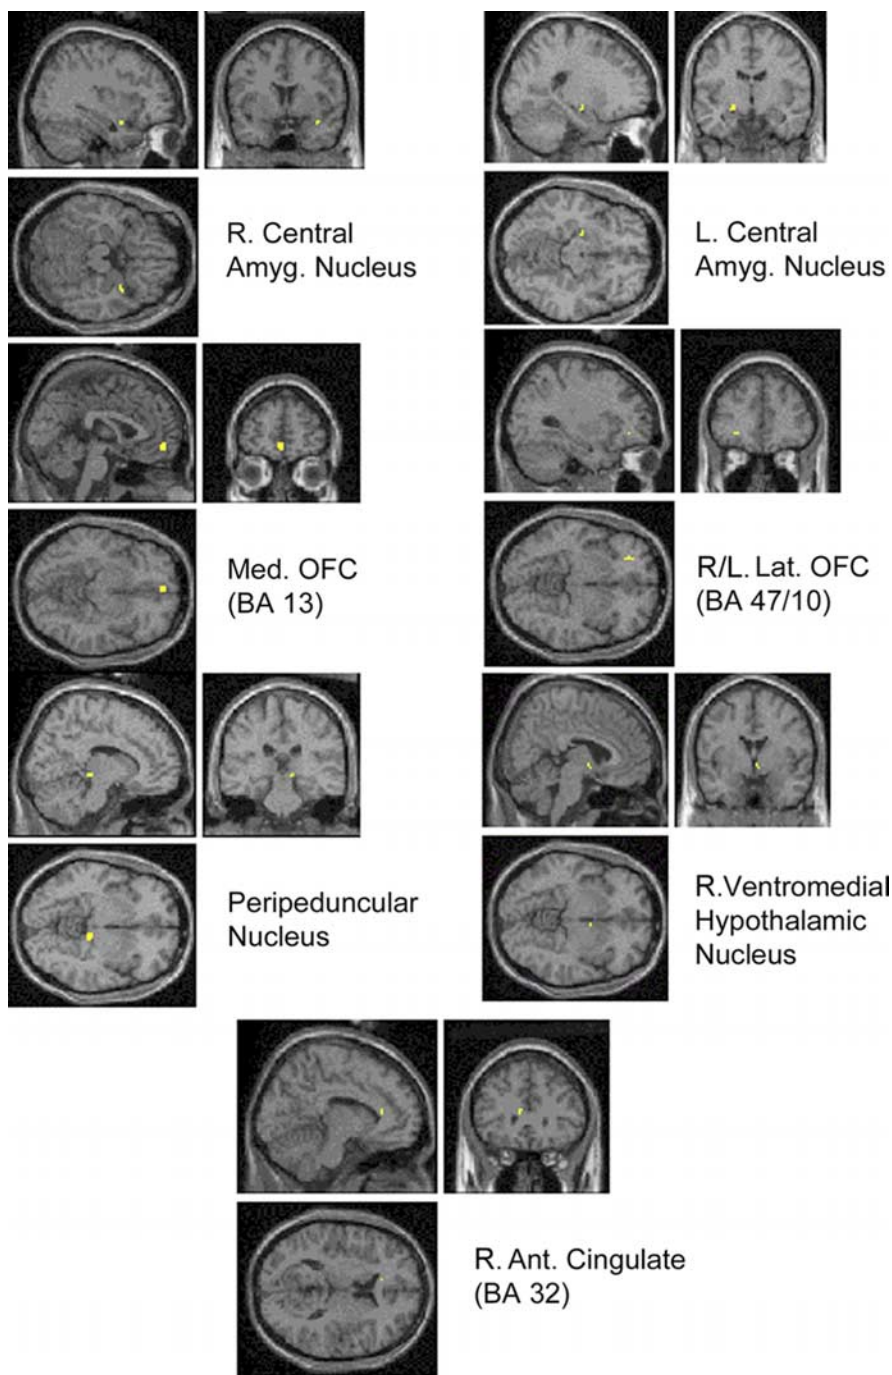 R. Central
Amyg. Nucleus
L. Central
Amyg. Nucleus
Med. OFC
(BA 13)
R/L. Lat. OFC
(BA 47/10)
Peripeduncular
Nucleus
R.Ventromedial
Hypothalamic
Nucleus
R. Ant. Cingulate
(BA 32)